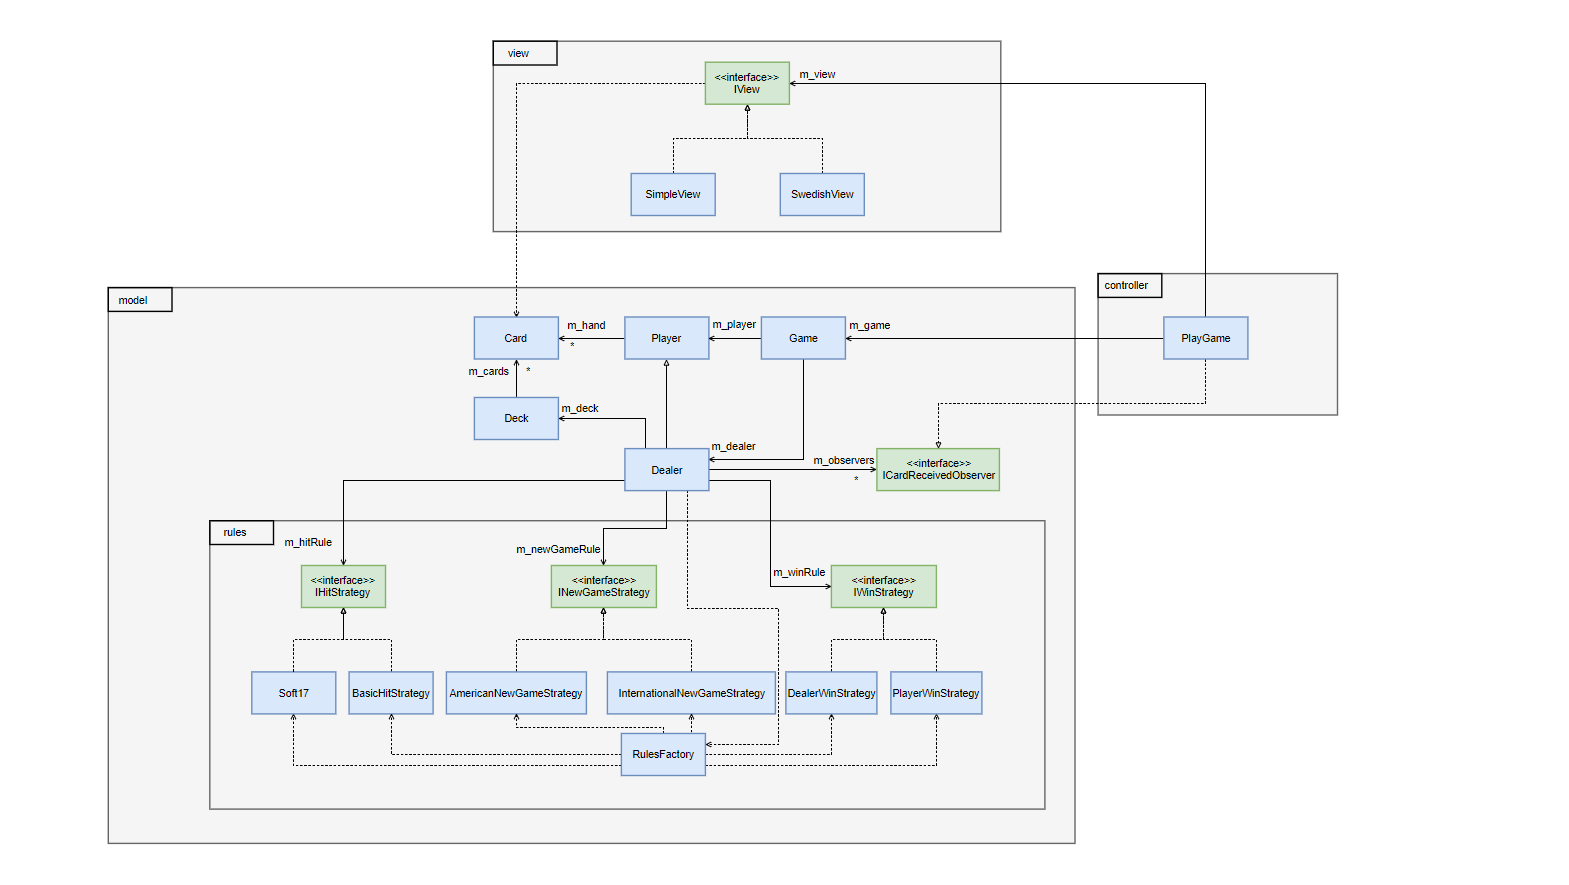 view
<<interface>>
IView
m_view
SimpleView
SwedishView
controller
model
Card
m_hand
*
Player
m_player
Game
m_game
PlayGame
m_cards
*
Deck
m_deck
m_dealer
Dealer
m_observers
*
<<interface>>
ICardReceivedObserver
rules
m_hitRule
m_newGameRule
m_winRule
<<interface>>
IHitStrategy
<<interface>>
INewGameStrategy
<<interface>>
IWinStrategy
Soft17
BasicHitStrategy
AmericanNewGameStrategy
InternationalNewGameStrategy
DealerWinStrategy
PlayerWinStrategy
RulesFactory